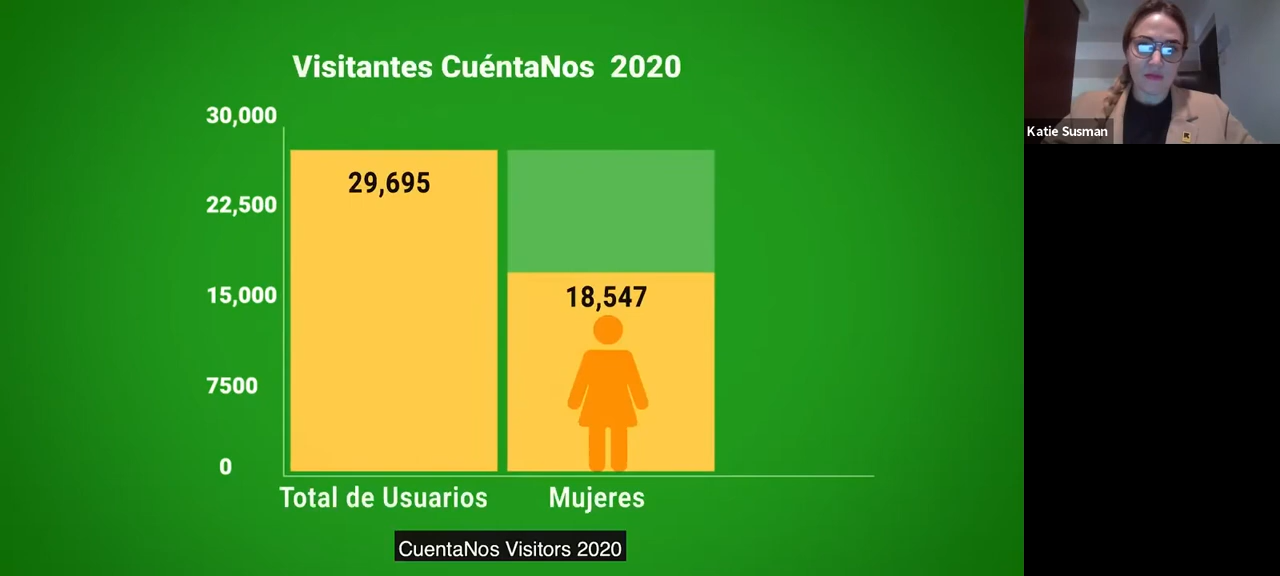 Visitantes CuéntaNos 2020
30,000
29,695
22,500
15,000
18,547
7500
0
Total de Usuarios
Mujeres
CuentaNos Visitors 2020
Katie Susman